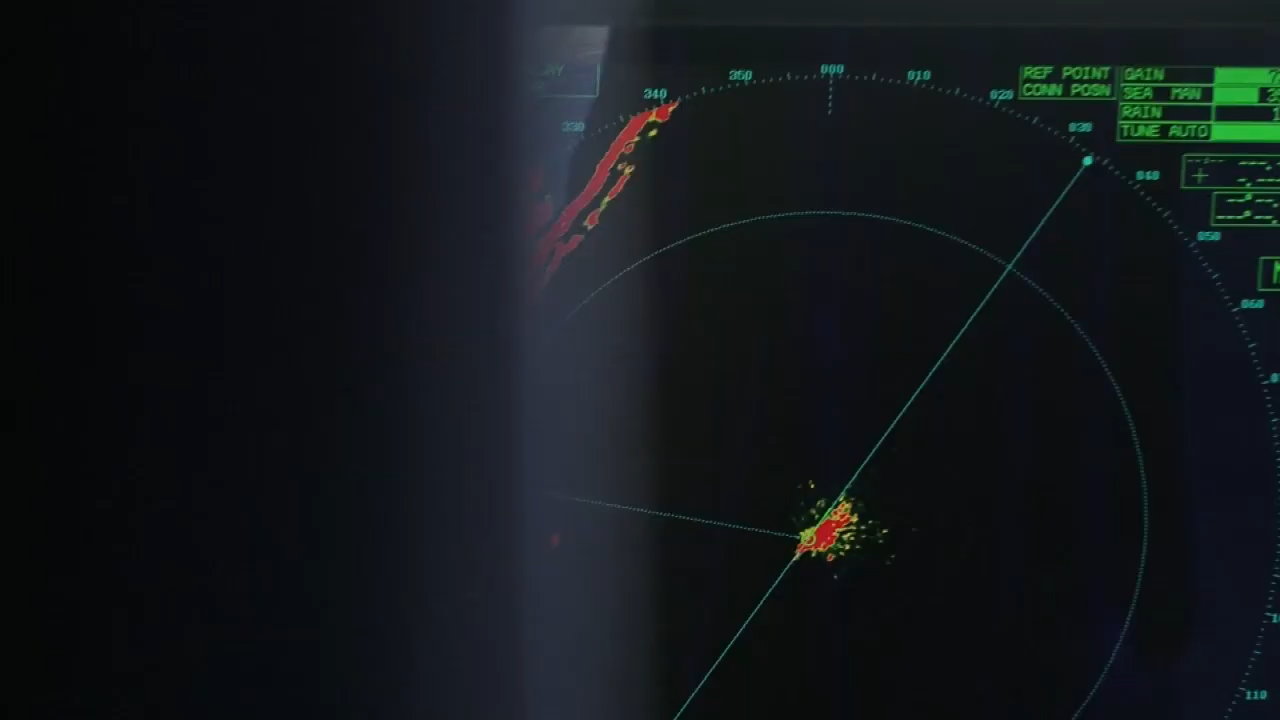 350
000
010
340
020
330
030
040
050
060
110
REF POINT
CONN POSN
GAIN
SEA MAN
RAIN
TUNE AUTO